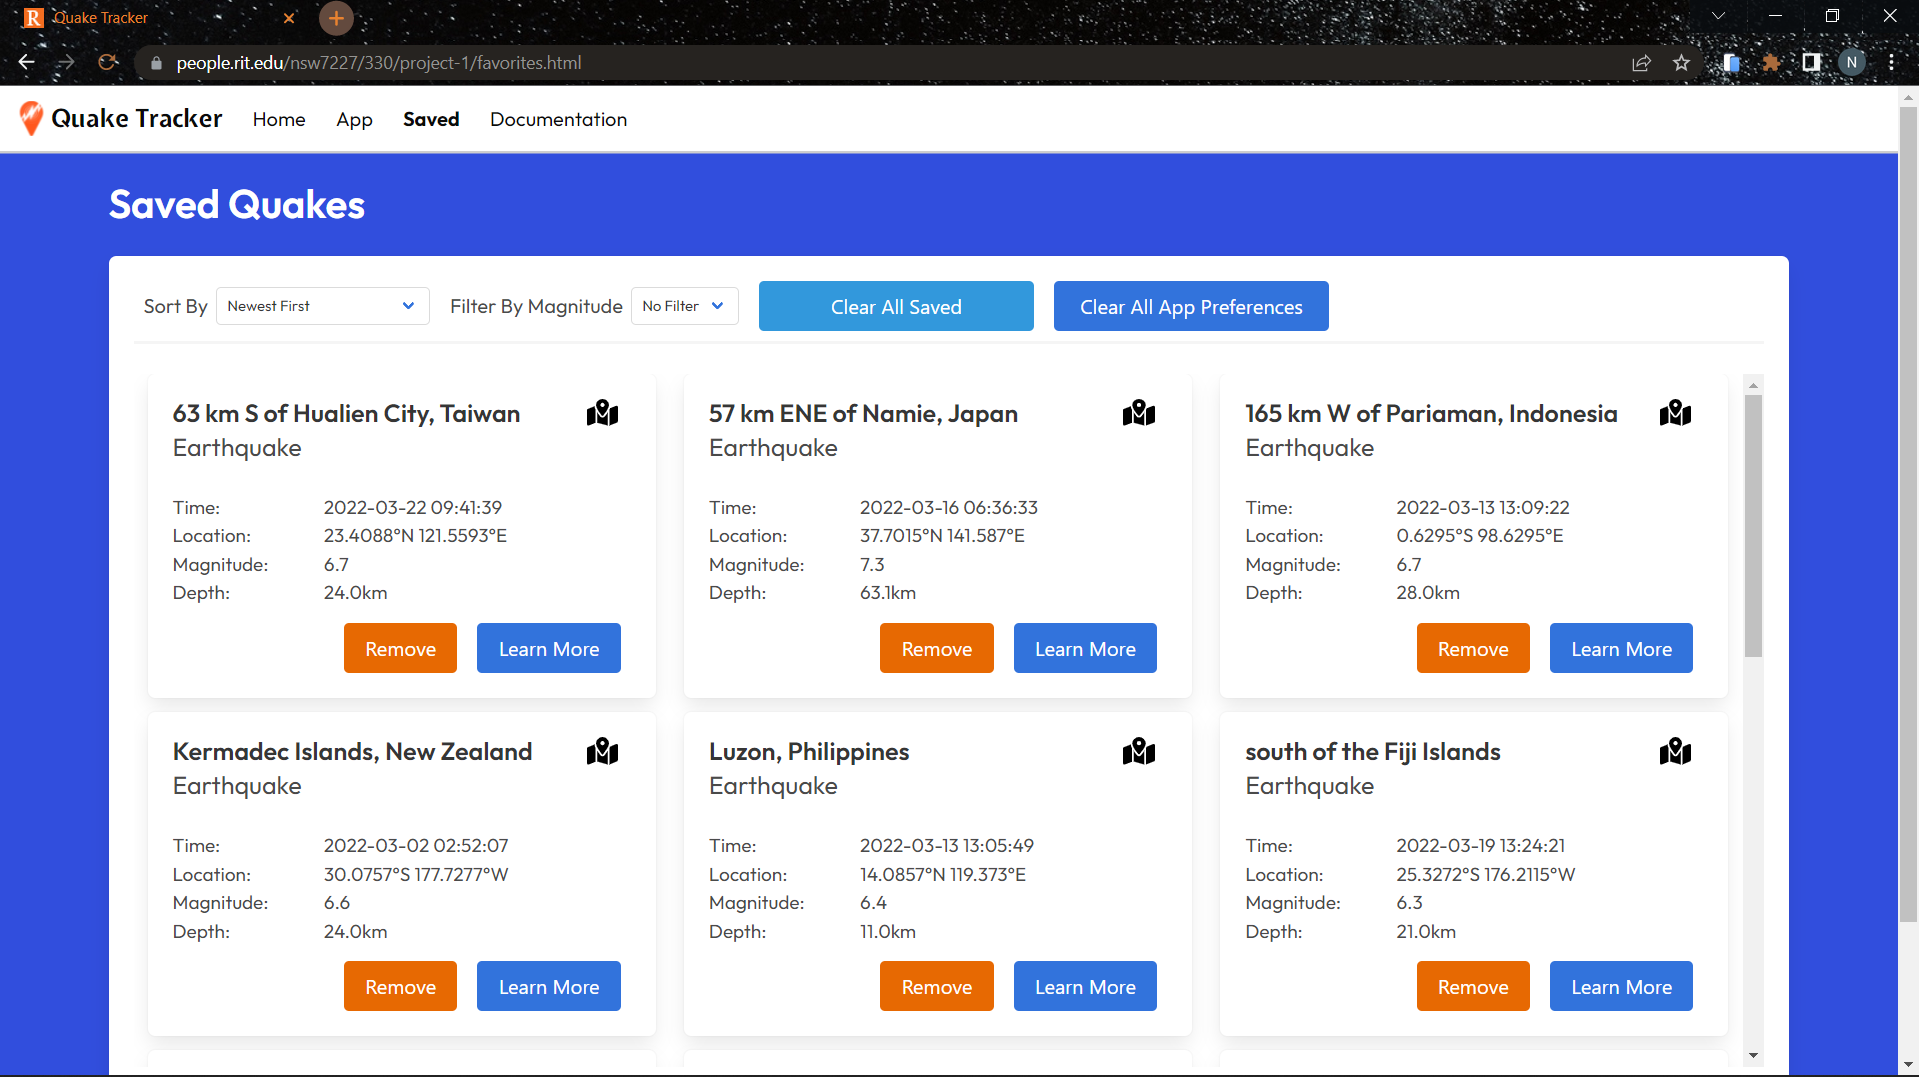 Quake Tracker
people.rit.edu/nsw7227/330/project-1/favorites.html
N
Quake Tracker Home App Saved Documentation
Saved Quakes
Sort By Newest First Filter By Magnitude No Filter Clear All Saved Clear All App Preferences
63 km S of Hualien City, Taiwan
Earthquake
Time: 2022-03-22 09:41:39
Location: 23.4088°N 121.5593°E
Magnitude: 6.7
Depth: 24.0km
Remove Learn More
57 km ENE of Namie, Japan
Earthquake
Time: 2022-03-16 06:36:33
Location: 37.7015°N 141.587°E
Magnitude: 7.3
Depth: 63.1km
Remove Learn More
165 km W of Pariaman, Indonesia
Earthquake
Time: 2022-03-13 13:09:22
Location: 0.6295°S 98.6295°E
Magnitude: 6.7
Depth: 28.0km
Remove Learn More
Kermadec Islands, New Zealand
Earthquake
Time: 2022-03-02 02:52:07
Location: 30.0757°S 177.7277°W
Magnitude: 6.6
Depth: 24.0km
Remove Learn More
Luzon, Philippines
Earthquake
Time: 2022-03-13 13:05:49
Location: 14.0857°N 119.373°E
Magnitude: 6.4
Depth: 11.0km
Remove Learn More
south of the Fiji Islands
Earthquake
Time: 2022-03-19 13:24:21
Location: 25.3272°S 176.2115°W
Magnitude: 6.3
Depth: 21.0km
Remove Learn More